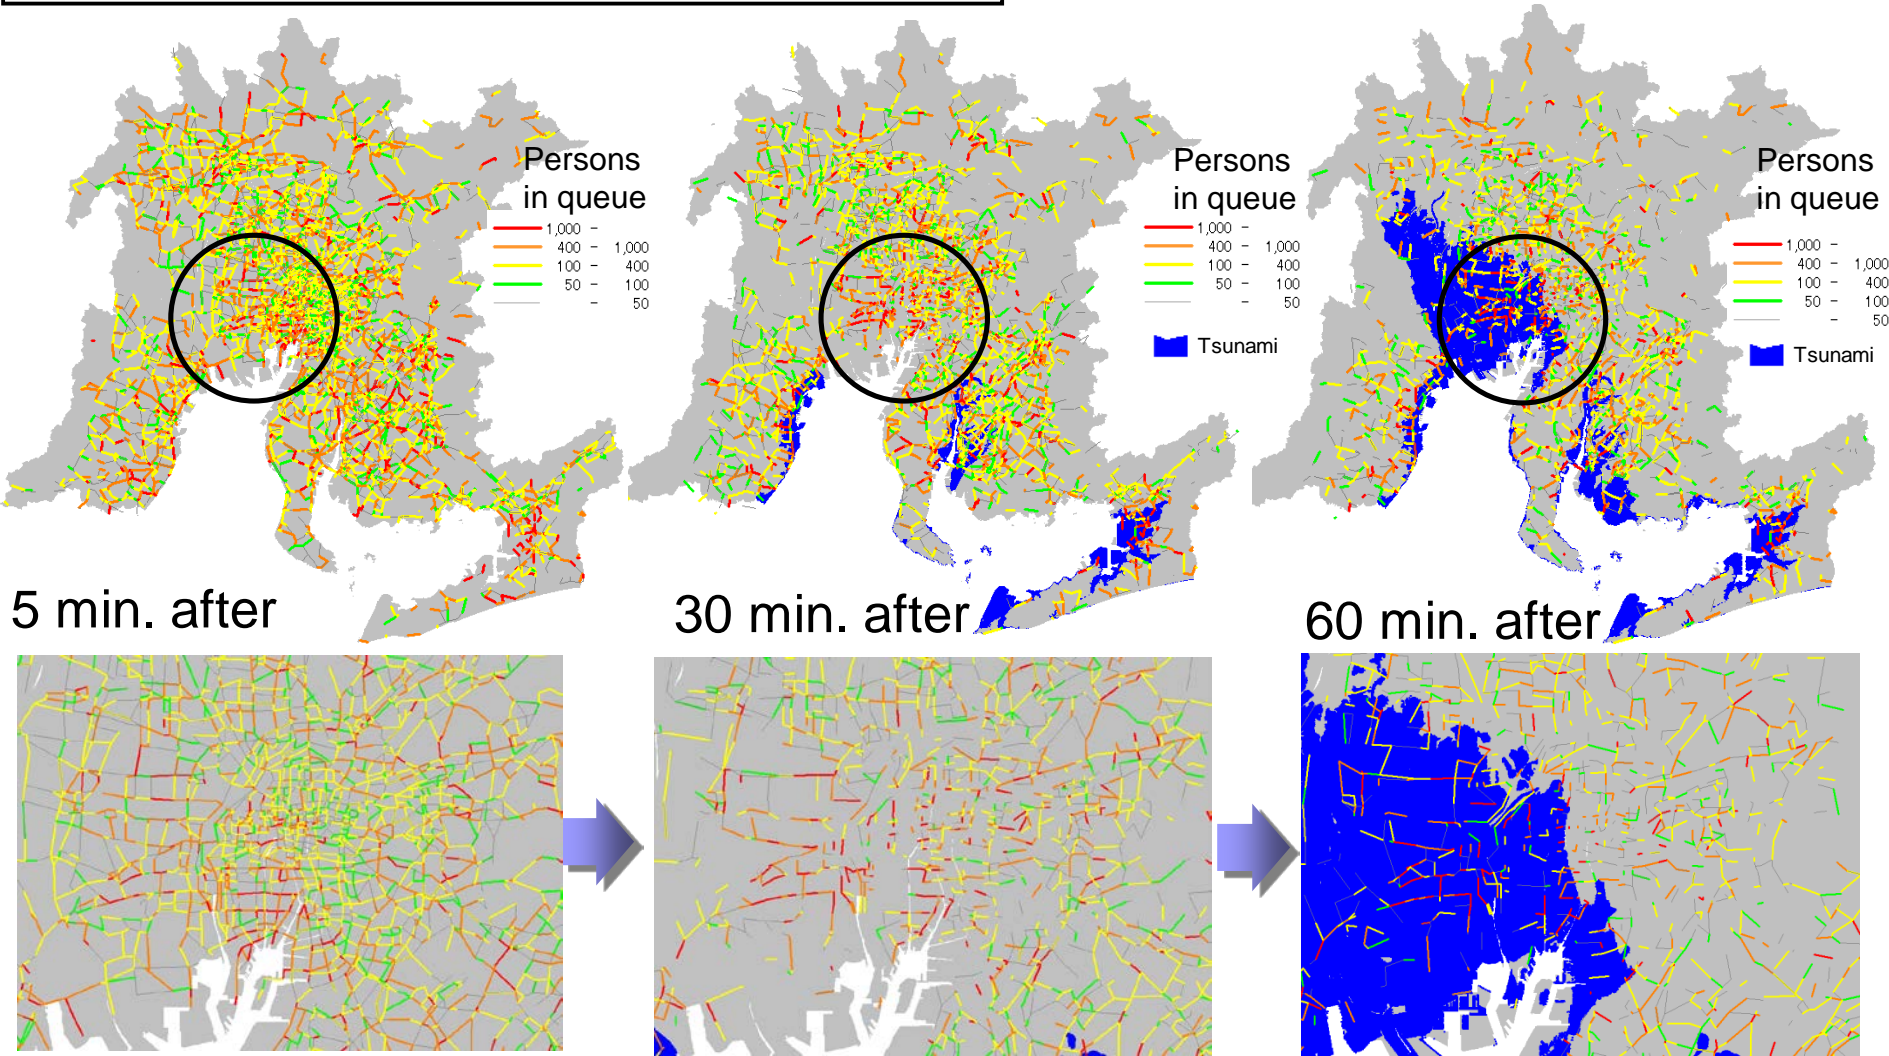 Persons
in queue
1,000 -
400 - 1,000
100 - 400
50 - 100
- 50
5 min. after
Persons
in queue
1,000 -
400 - 1,000
100 - 400
50 - 100
- 50
Tsunami
30 min. after
Persons
in queue
1,000 -
400 - 1,000
100 - 400
50 - 100
- 50
Tsunami
60 min. after